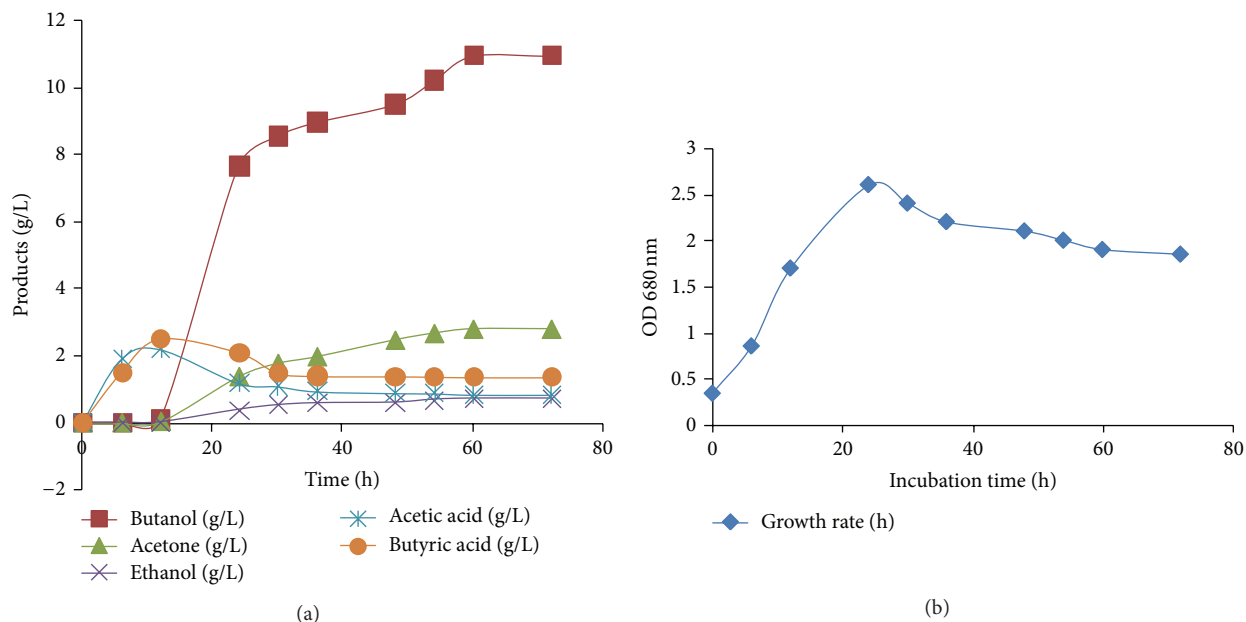 12
10
8
6
4
2
0
−2
Products (g/L)
0 20 40 60 80
Time (h)
Butanol (g/L)
Acetone (g/L)
Ethanol (g/L)
Acetic acid (g/L)
Butyric acid (g/L)
(a)
3
2.5
2
1.5
1
0.5
0
OD 680 nm
0 20 40 60 80
Incubation time (h)
Growth rate (h)
(b)